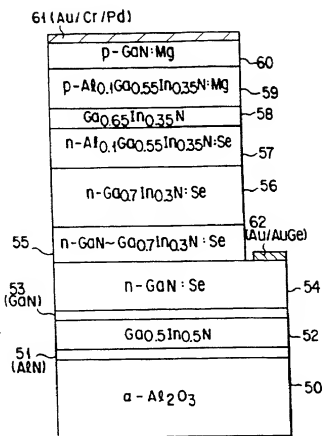 61 (Au/Cr/Pd)
p-GaN:Mg
60
p-Al0.1Ga0.55In0.35N:Mg
59
Ga0.65In0.35N
58
n-Al0.1Ga0.55In0.35N:Se
57
n-Ga0.7In0.3N:Se
56
62
(Au/AuGe)
55
n-GaN~Ga0.7In0.3N:Se
53
(GaN)
n-GaN:Se
54
Ga0.5In0.5N
52
51
(AlN)
a-Al2O3
50